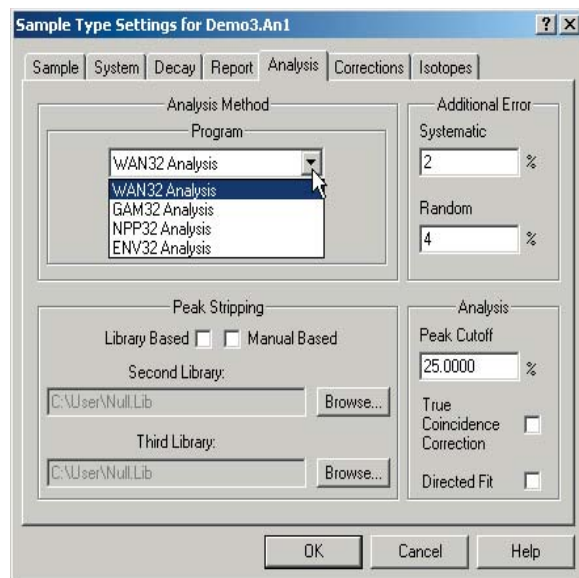 Sample Type Settings for Demo3.An1
? X
Sample System Decay Report Analysis Corrections Isotopes
Analysis Method
Program
WAN32 Analysis
WAN32 Analysis
GAM32 Analysis
NPP32 Analysis
ENV32 Analysis
Additional Error
Systematic
2 %
Random
4 %
Peak Stripping
Library Based Manual Based
Second Library:
C:\User\Null.Lib Browse...
Third Library:
C:\User\Null.Lib Browse...
Analysis
Peak Cutoff
25.0000 %
True
Coincidence
Correction
Directed Fit
OK Cancel Help